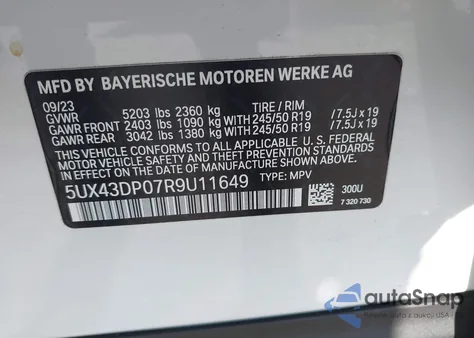 MFD BY BAYERISCHE MOTOREN WERKE AG
09/23
GVWR 5203 lbs 2360 kg TIRE / RIM
GAWR FRONT 2403 lbs 1090 kg 245/50 R19 / 7.5J x 19
GAWR REAR 3042 lbs 1380 kg 245/50 R19 / 7.5J x 19
THIS VEHICLE CONFORMS TO ALL APPLICABLE U. S. FEDERAL
MOTOR VEHICLE SAFETY, BUMPER, AND THEFT PREVENTION
STANDARDS IN EFFECT ON THE DATE OF MANUFACTURE SHOWN ABOVE.
5UX43DP07R9U11649 TYPE: MPV
300U
7 320 730
autaSnap